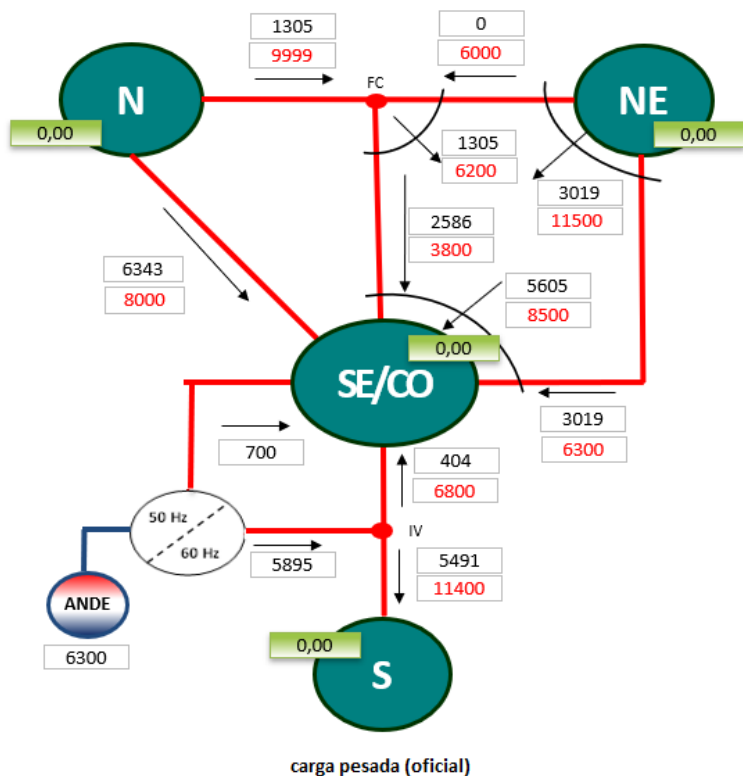 1305
9999
0
6000
FC
N
0,00
NE
0,00
1305
6200
3019
11500
2586
3800
6343
8000
5605
8500
0,00
SE/CO
3019
6300
700
404
6800
50 Hz
60 Hz
IV
5895
5491
11400
ANDE
6300
0,00
S
carga pesada (oficial)